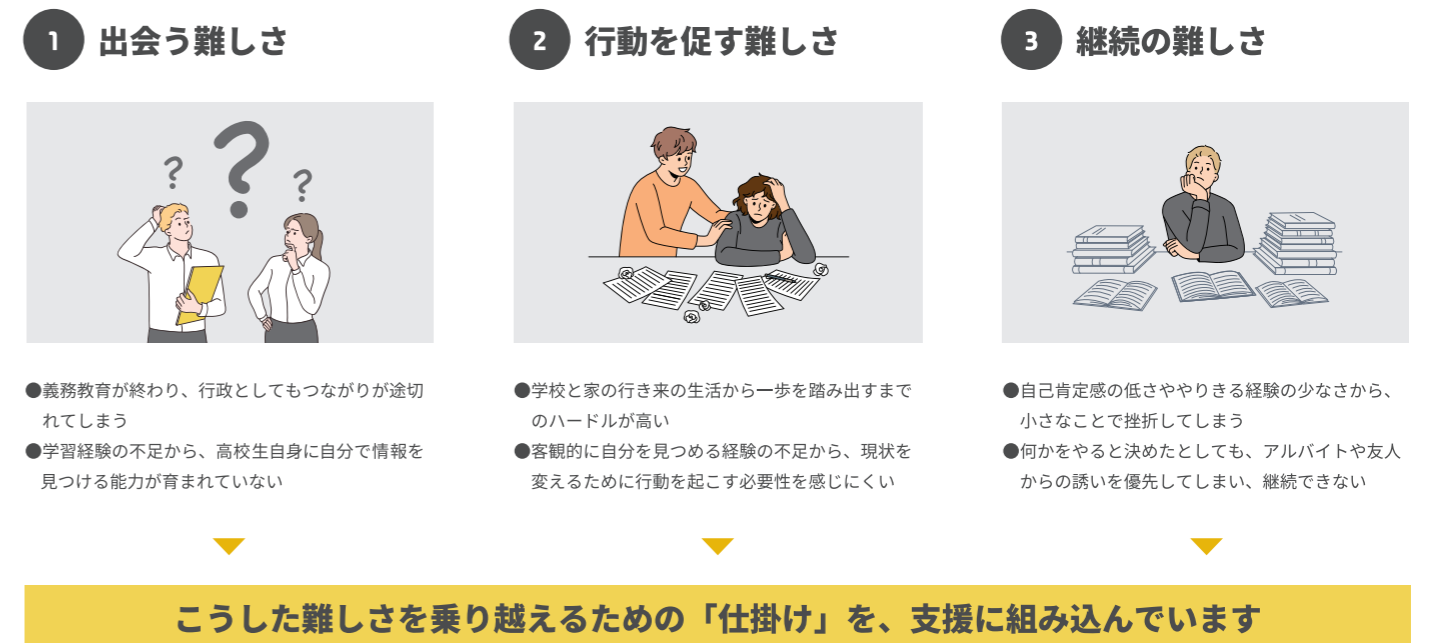 1 出会う難しさ
●義務教育が終わり、行政としてもつながりが途切
れてしまう
●学習経験の不足から、高校生自身に自分で情報を
見つける能力が育まれていない
2 行動を促す難しさ
●学校と家の行き来の生活から一歩を踏み出すまで
のハードルが高い
●客観的に自分を見つめる経験の不足から、現状を
変えるために行動を起こす必要性を感じにくい
3 継続の難しさ
●自己肯定感の低さややりきる経験の少なさから、
小さなことで挫折してしまう
●何かをやると決めたとしても、アルバイトや友人
からの誘いを優先してしまい、継続できない
こうした難しさを乗り越えるための「仕掛け」を、支援に組み込んでいます